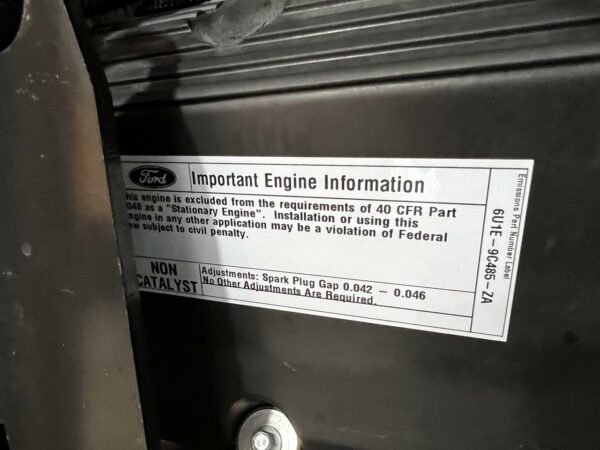 Ford
Important Engine Information
his engine is excluded from the requirements of 40 CFR Part
048 as a "Stationary Engine". Installation or using this
ngine in any other application may be a violation of Federal
aw subject to civil penalty.
NON
CATALYST
Adjustments: Spark Plug Gap 0.042 – 0.046
No Other Adjustments Are Required.
Emissions Part Number Label
6U1E-9C485-ZA